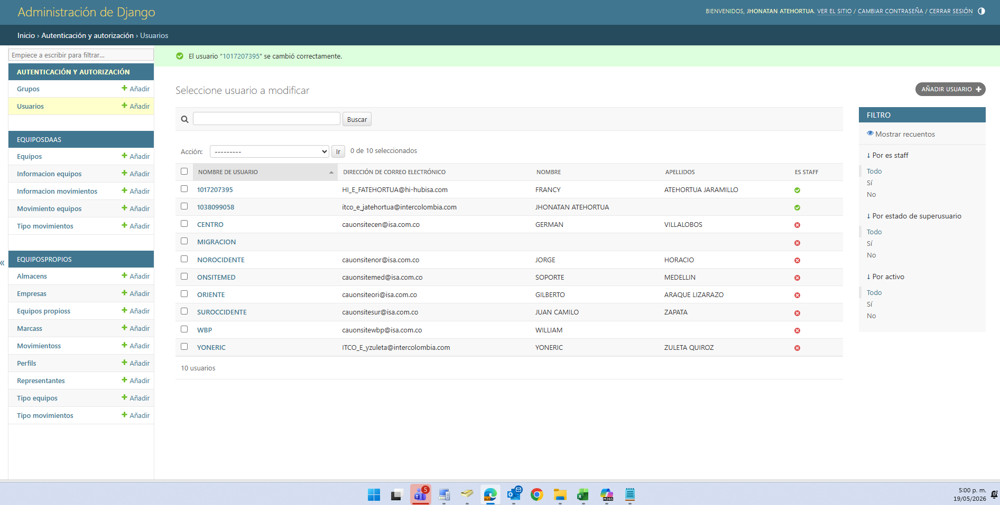 Administración de Django
BIENVENIDOS, JHONATAN ATEHORTUA. VER EL SITIO / CAMBIAR CONTRASEÑA / CERRAR SESIÓN
Inicio › Autenticación y autorización › Usuarios
Empiece a escribir para filtrar...
AUTENTICACIÓN Y AUTORIZACIÓN
Grupos Añadir
Usuarios Añadir
EQUIPOSDAAS
Equipos Añadir
Informacion equipos Añadir
Informacion movimientos Añadir
Movimiento equipos Añadir
Tipo movimientos Añadir
EQUIPOSPROPIOS
Almacens Añadir
Empresas Añadir
Equipos propioss Añadir
Marcass Añadir
Movimientoss Añadir
Perfils Añadir
Representantes Añadir
Tipo equipos Añadir
Tipo movimientos Añadir
«
El usuario “1017207395” se cambió correctamente.
Seleccione usuario a modificar
AÑADIR USUARIO
Buscar
Acción: --------- Ir 0 de 10 seleccionados
NOMBRE DE USUARIO DIRECCIÓN DE CORREO ELECTRÓNICO NOMBRE APELLIDOS ES STAFF
1017207395 HI_E_FATEHORTUA@hi-hubisa.com FRANCY ATEHORTUA JARAMILLO
1038099058 itco_e_jatehortua@intercolombia.com JHONATAN ATEHORTUA
CENTRO cauonsitecen@isa.com.co GERMAN VILLALOBOS
MIGRACION
NOROCIDENTE cauonsitenor@isa.com.co JORGE HORACIO
ONSITEMED cauonsitemed@isa.com.co SOPORTE MEDELLIN
ORIENTE cauonsiteori@isa.com.co GILBERTO ARAQUE LIZARAZO
SUROCCIDENTE cauonsitesur@isa.com.co JUAN CAMILO ZAPATA
WBP cauonsitewbp@isa.com.co WILLIAM
YONERIC ITCO_E_yzuleta@intercolombia.com YONERIC ZULETA QUIROZ
10 usuarios
FILTRO
Mostrar recuentos
↓ Por es staff
Todo
Sí
No
↓ Por estado de superusuario
Todo
Sí
No
↓ Por activo
Todo
Sí
No
5
M365
5:00 p. m.
19/05/2026